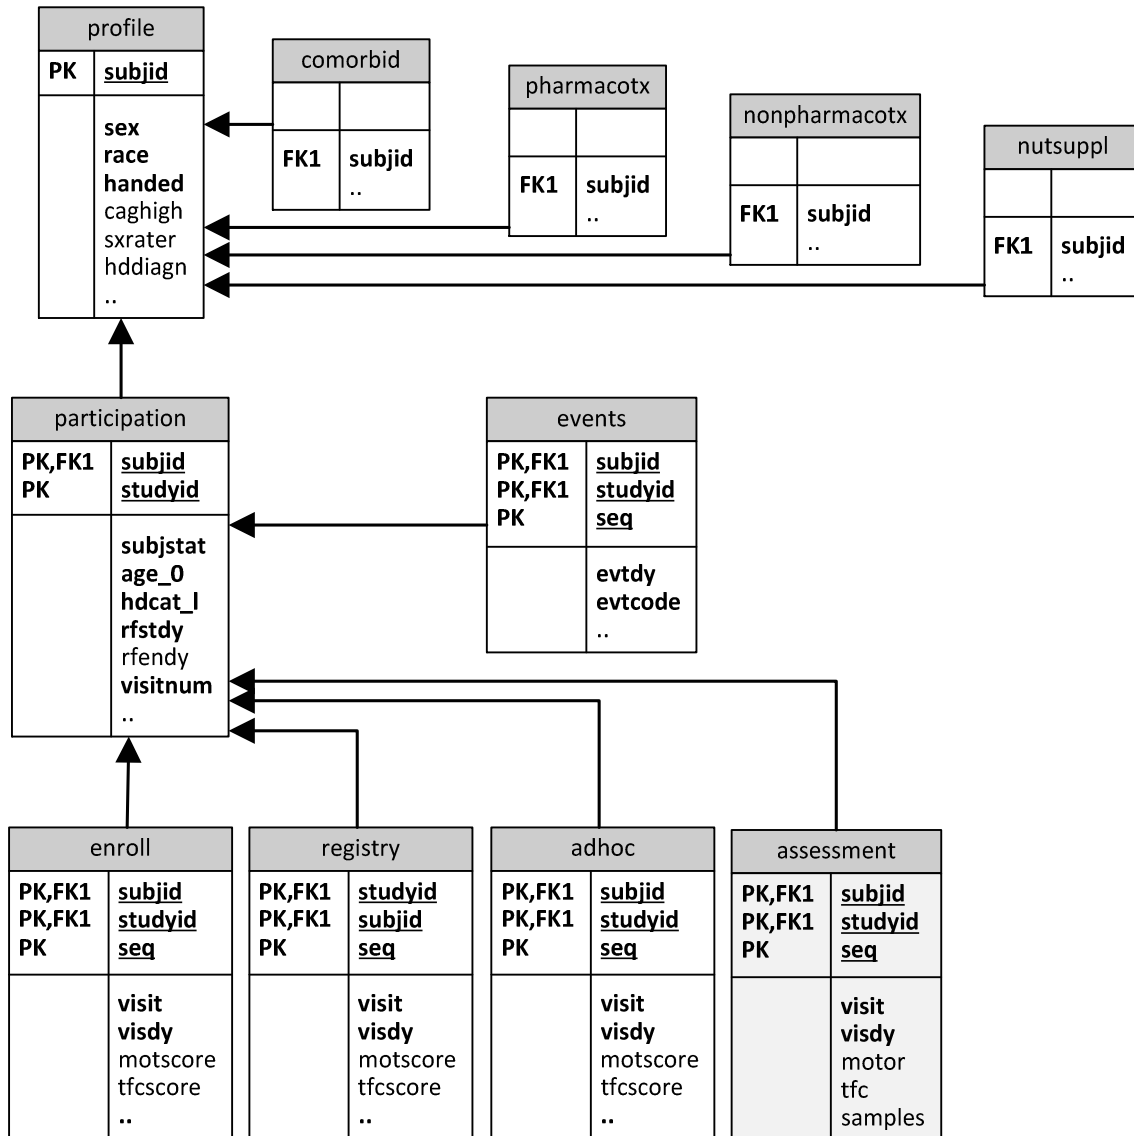 profile
PK subjid
sex
race
handed
caghigh
sxrater
hddiagn
..
comorbid
FK1 subjid
..
pharmacotx
FK1 subjid
..
nonpharmacotx
FK1 subjid
..
nutsuppl
FK1 subjid
..
participation
PK,FK1 subjid
PK studyid
subjstat
age_0
hdcat_l
rfstdy
rfendy
visitnum
..
events
PK,FK1 subjid
PK,FK1 studyid
PK seq
evtdy
evtcode
..
enroll
PK,FK1 subjid
PK,FK1 studyid
PK seq
visit
visdy
motscore
tfcscore
..
registry
PK,FK1 studyid
PK,FK1 subjid
PK seq
visit
visdy
motscore
tfcscore
..
adhoc
PK,FK1 subjid
PK,FK1 studyid
PK seq
visit
visdy
motscore
tfcscore
..
assessment
PK,FK1 subjid
PK,FK1 studyid
PK seq
visit
visdy
motor
tfc
samples